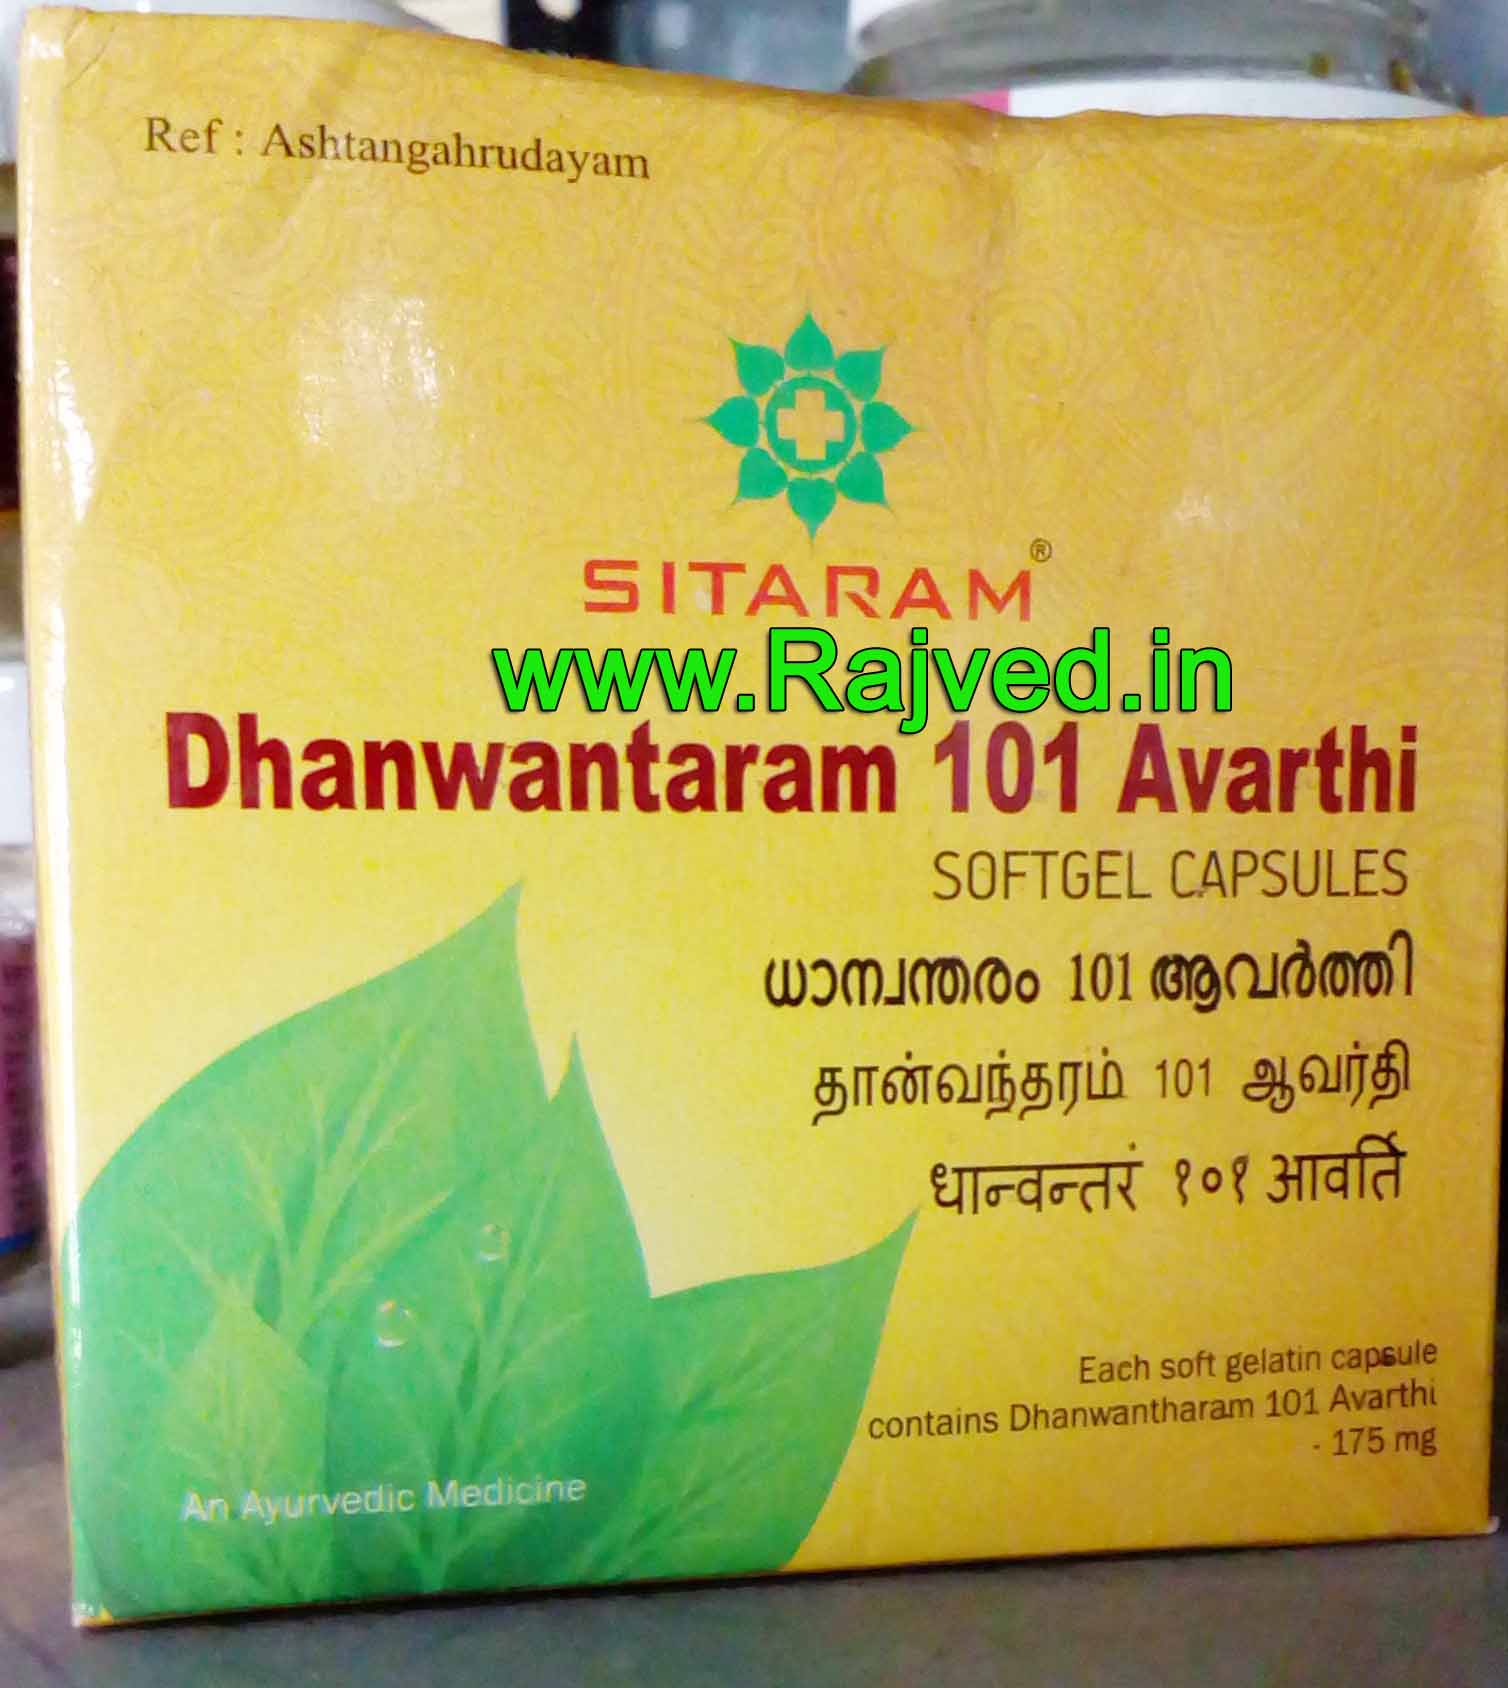 Ref : Ashtangahrudayam
SITARAM®
www.Rajved.in
Dhanwantaram 101 Avarthi
SOFTGEL CAPSULES
ധാന്വന്തരം 101 ആവർത്തി
தான்வந்தரம் 101 ஆவர்தி
धान्वन्तरं १०१ आवर्ति
Each soft gelatin capsule
contains Dhanwantharam 101 Avarthi
- 175 mg
An Ayurvedic Medicine